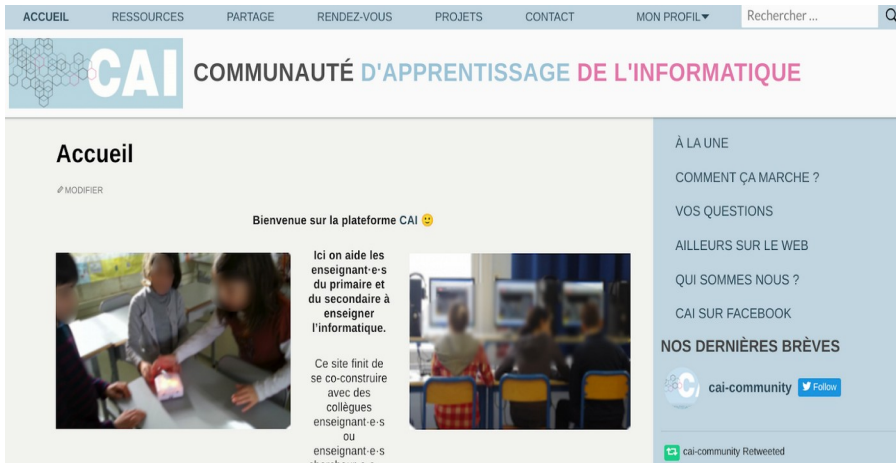 ACCUEIL RESSOURCES PARTAGE RENDEZ-VOUS PROJETS CONTACT MON PROFIL Rechercher ...
CAI COMMUNAUTÉ D'APPRENTISSAGE DE L'INFORMATIQUE
Accueil
MODIFIER
Bienvenue sur la plateforme CAI 🙂
Ici on aide les
enseignant·e·s
du primaire et
du secondaire à
enseigner
l'informatique.
Ce site finit de
se co-construire
avec des
collègues
enseignant·e·s
ou
enseignant·e·s
À LA UNE
COMMENT ÇA MARCHE ?
VOS QUESTIONS
AILLEURS SUR LE WEB
QUI SOMMES NOUS ?
CAI SUR FACEBOOK
NOS DERNIÈRES BRÈVES
cai-community Follow
cai-community Retweeted